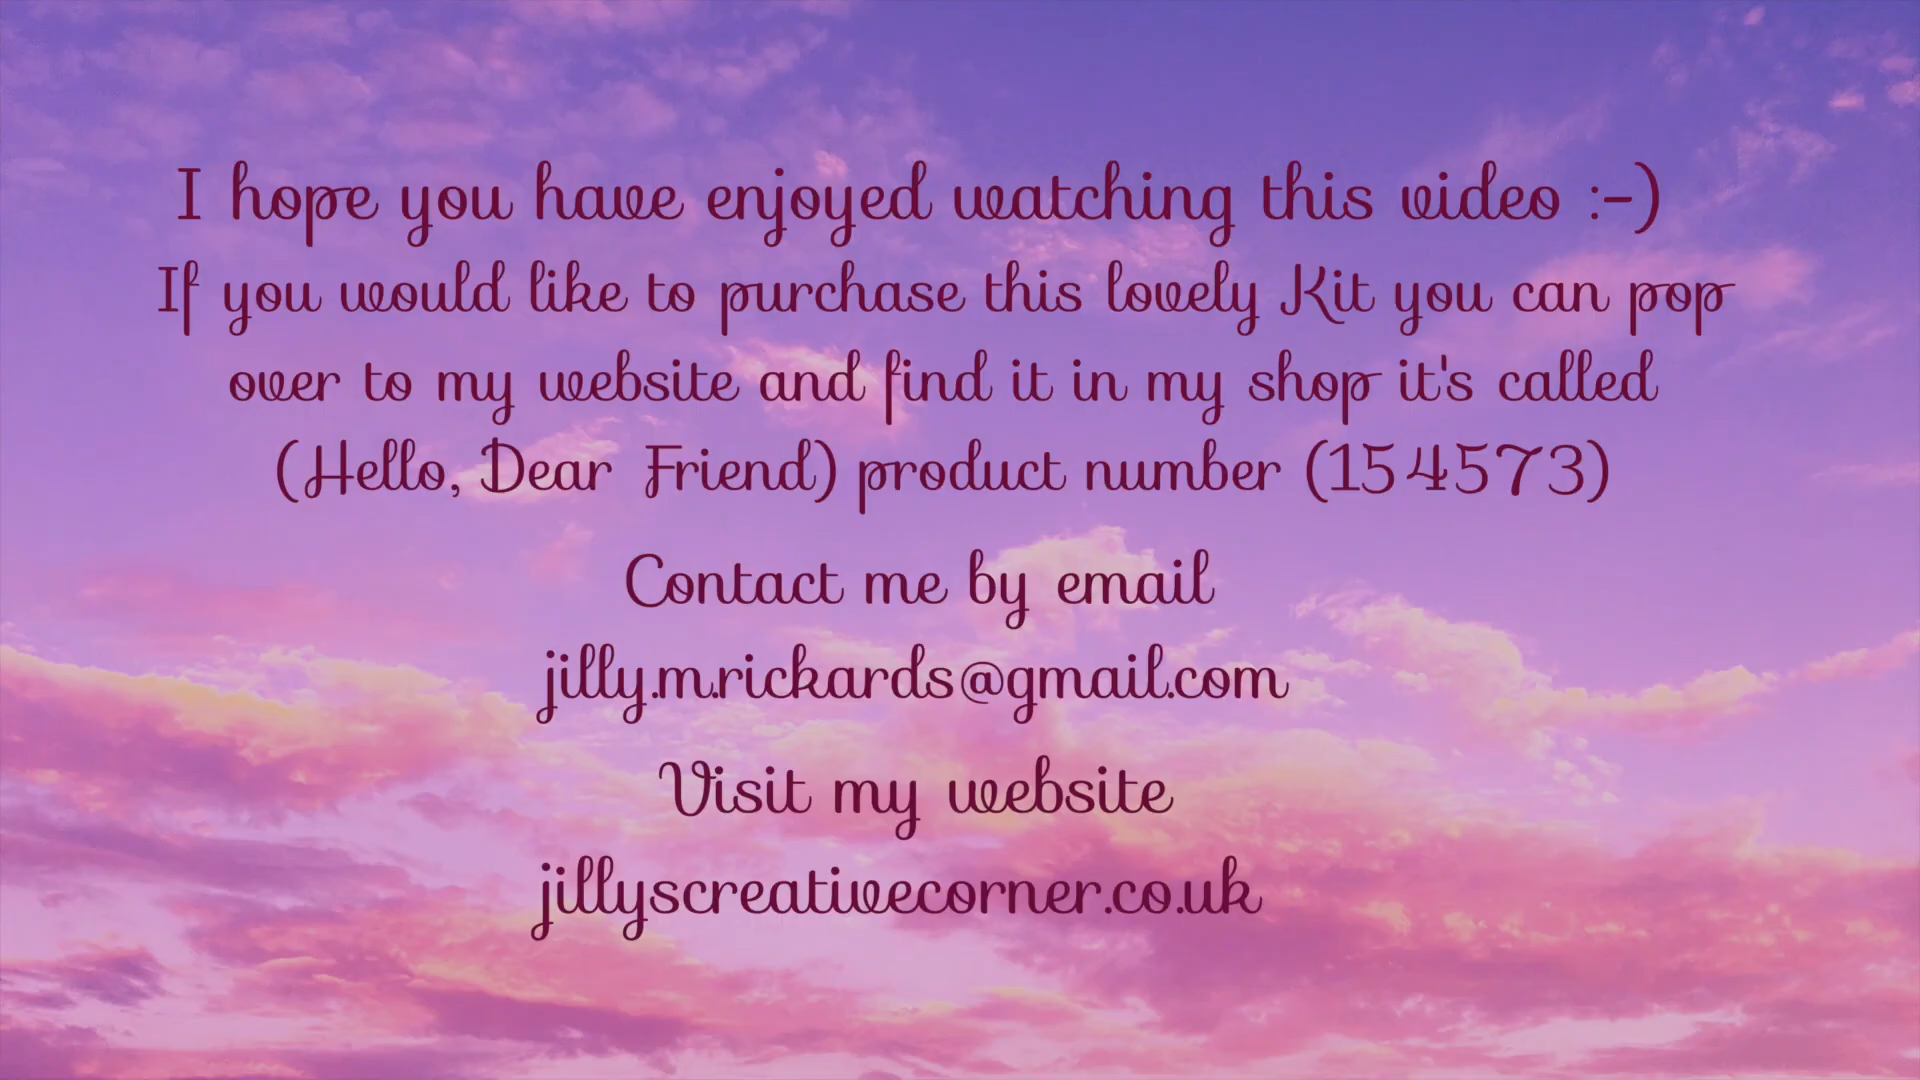 I hope you have enjoyed watching this video :-)
If you would like to purchase this lovely Kit you can pop
over to my website and find it in my shop it's called
(Hello, Dear Friend) product number (154573)
Contact me by email
jilly.m.rickards@gmail.com
Visit my website
jillyscreativecorner.co.uk